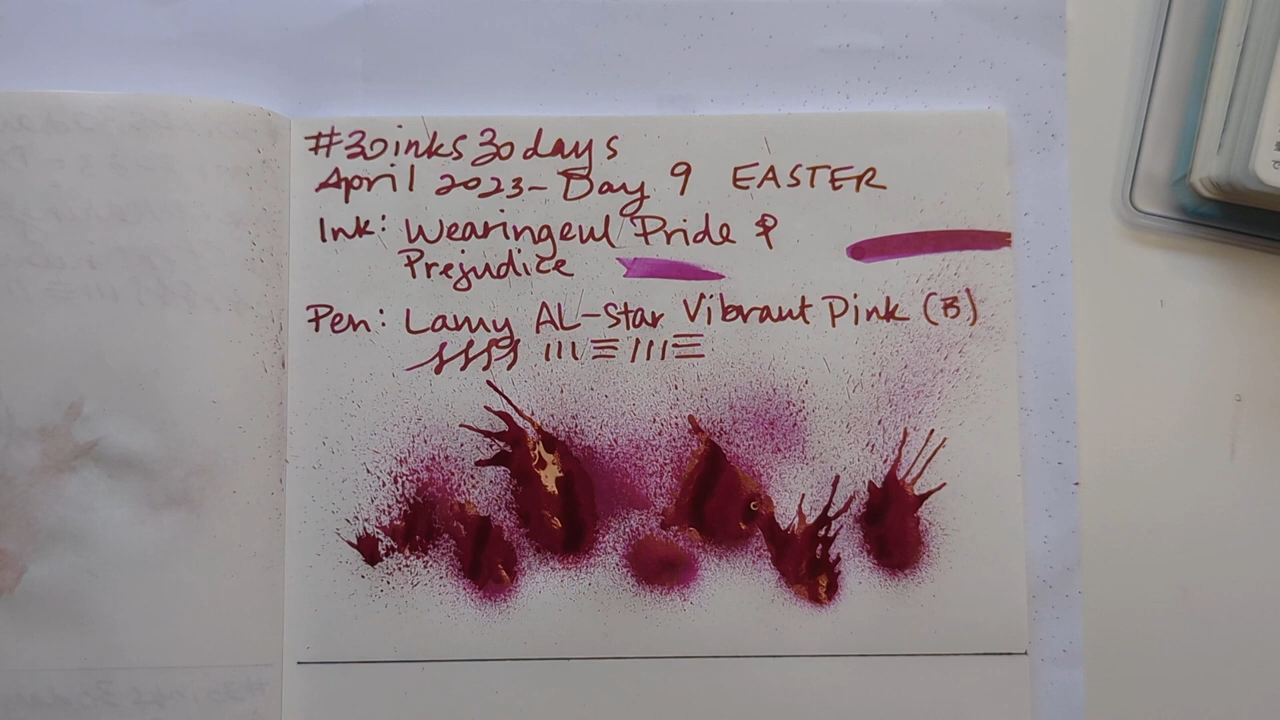 #30inks30days
April 2023- Day 9 EASTER
Ink: Wearingeul Pride &
Prejudice
Pen: Lamy AL-Star Vibrant Pink (B)